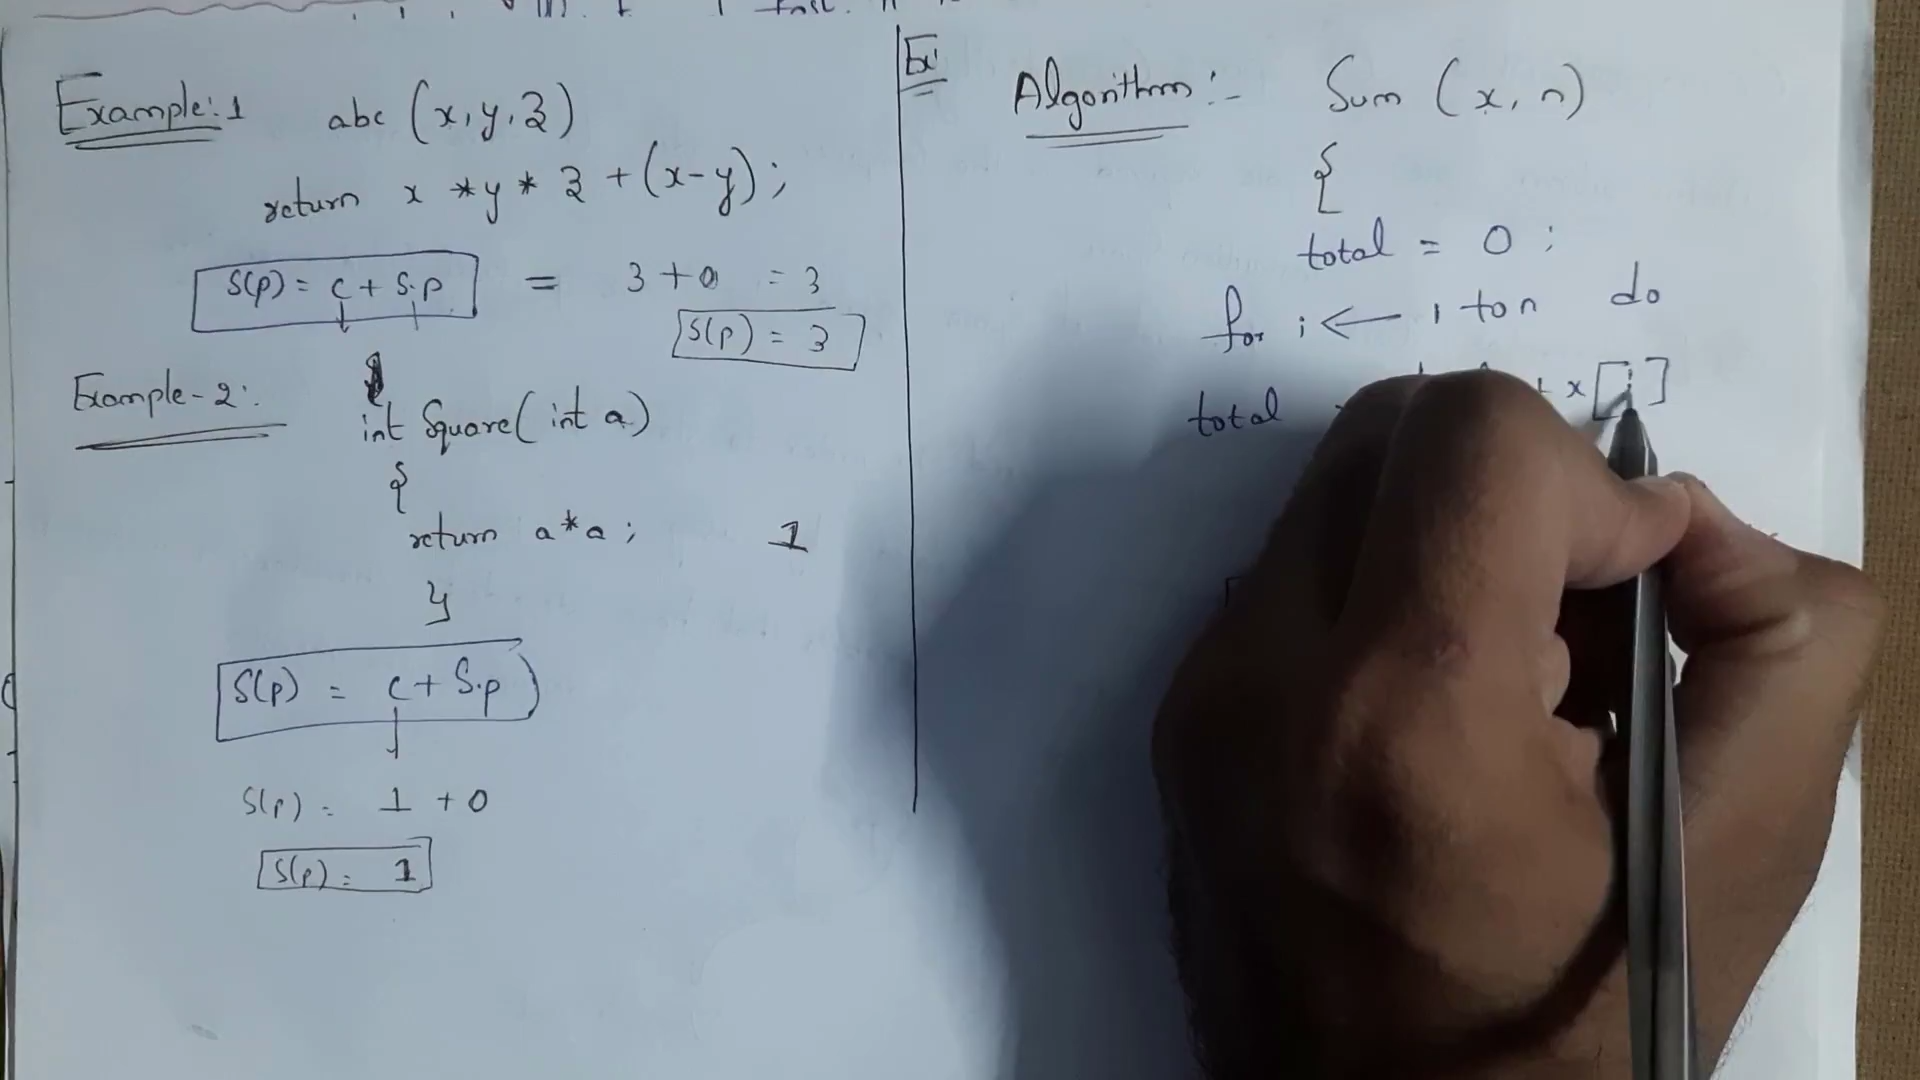 Example:1 abc (x, y, z)
return x * y * z + (x-y);
S(p) = c + S.p = 3 + 0 = 3
S(p) = 3
Example-2:
int Square(int a)
{
return a*a; 1
}
S(p) = c + S.p
S(p) = 1 + 0
S(p) = 1
Ex:
Algorithm:- Sum (x, n)
{
total = 0 ;
for i ← 1 to n do
total + x[i]